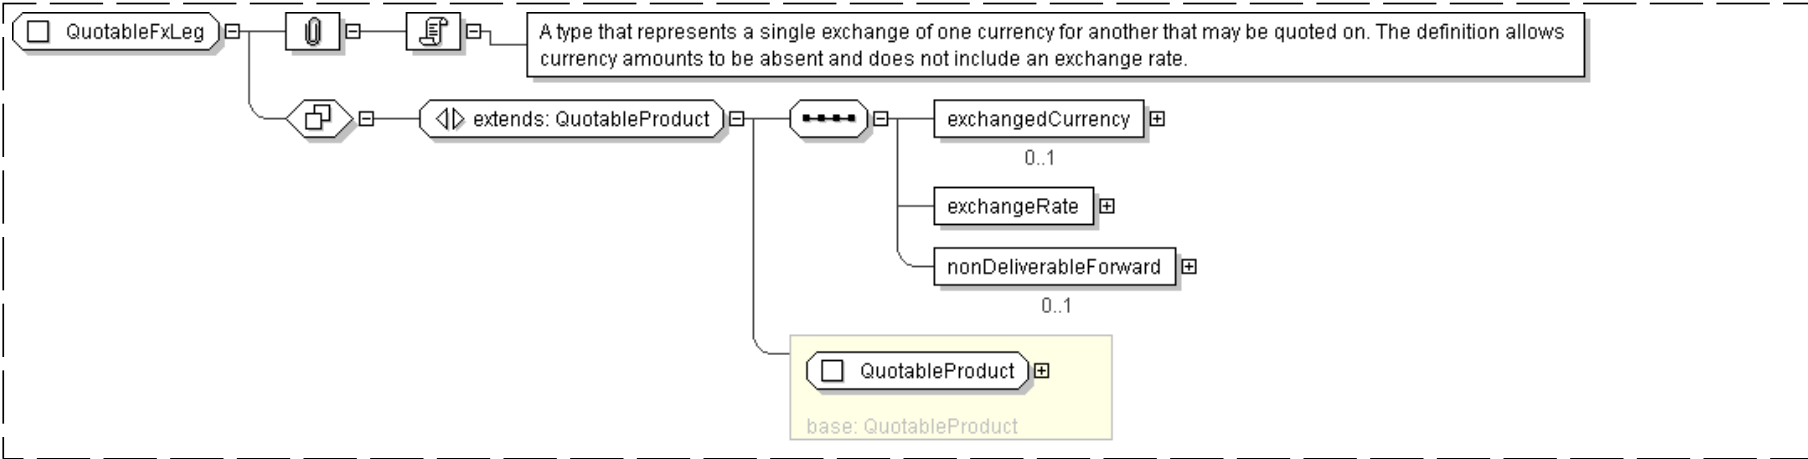 QuotableFxLeg
A type that represents a single exchange of one currency for another that may be quoted on. The definition allows
currency amounts to be absent and does not include an exchange rate.
extends: QuotableProduct
exchangedCurrency
0..1
exchangeRate
nonDeliverableForward
0..1
QuotableProduct
base: QuotableProduct